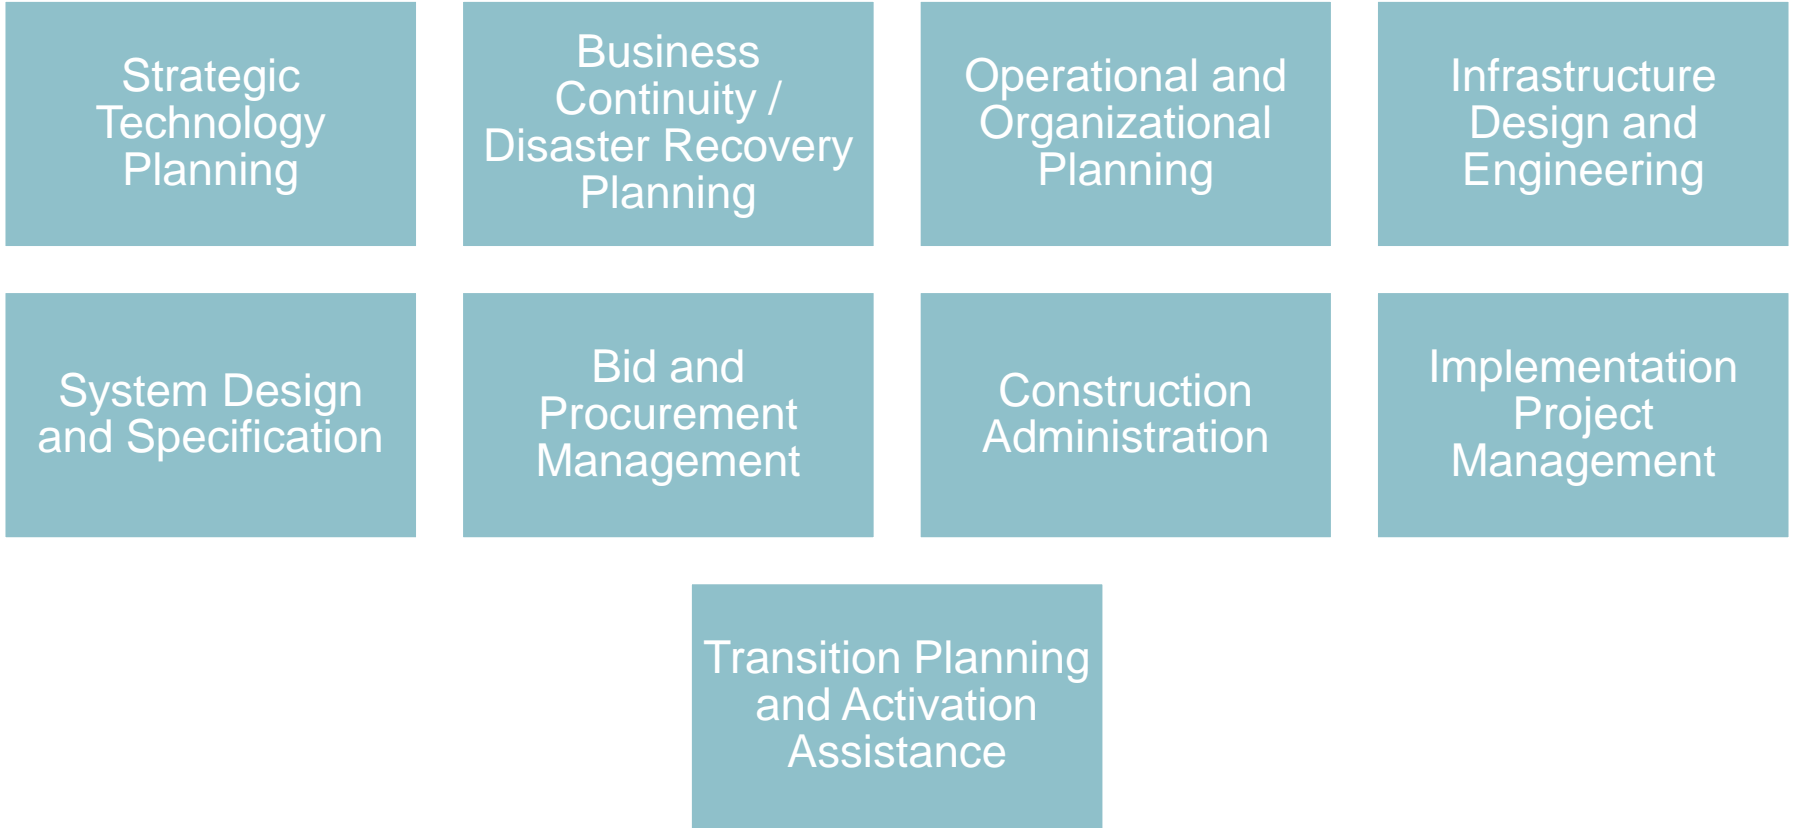 Strategic
Technology
Planning
Business
Continuity /
Disaster Recovery
Planning
Operational and
Organizational
Planning
Infrastructure
Design and
Engineering
System Design
and Specification
Bid and
Procurement
Management
Construction
Administration
Implementation
Project
Management
Transition Planning
and Activation
Assistance